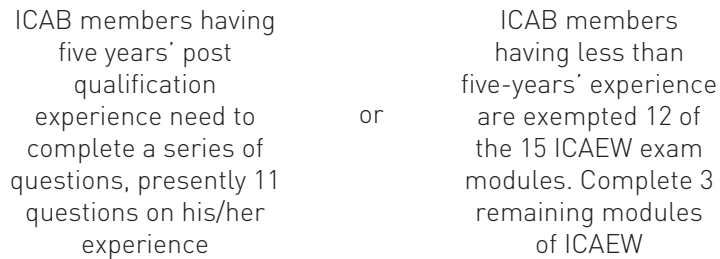 ICAB members having
five years’ post
qualification
experience need to
complete a series of
questions, presently 11
questions on his/her
experience
or
ICAB members
having less than
five-years’ experience
are exempted 12 of
the 15 ICAEW exam
modules. Complete 3
remaining modules
of ICAEW